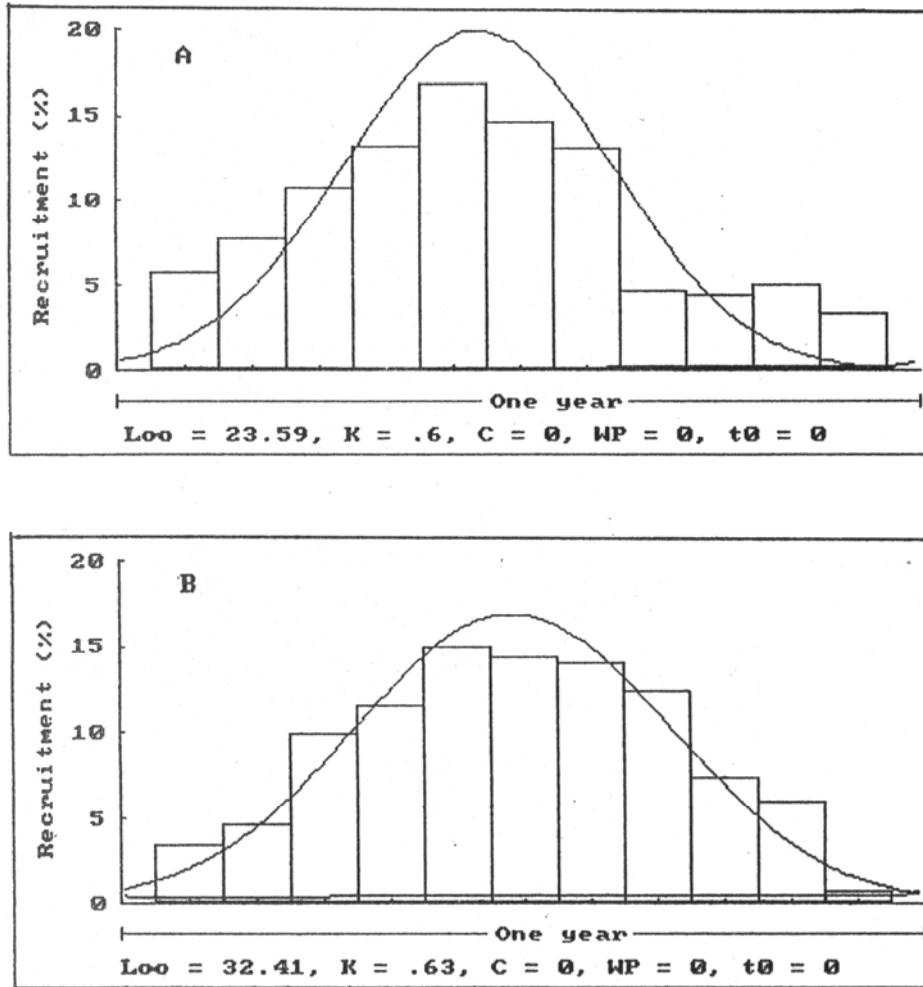 A
Recruitment (%)
20
15
10
5
0
One year
Loo = 23.59, K = .6, C = 0, WP = 0, t0 = 0
B
Recruitment (%)
20
15
10
5
0
One year
Loo = 32.41, K = .63, C = 0, WP = 0, t0 = 0